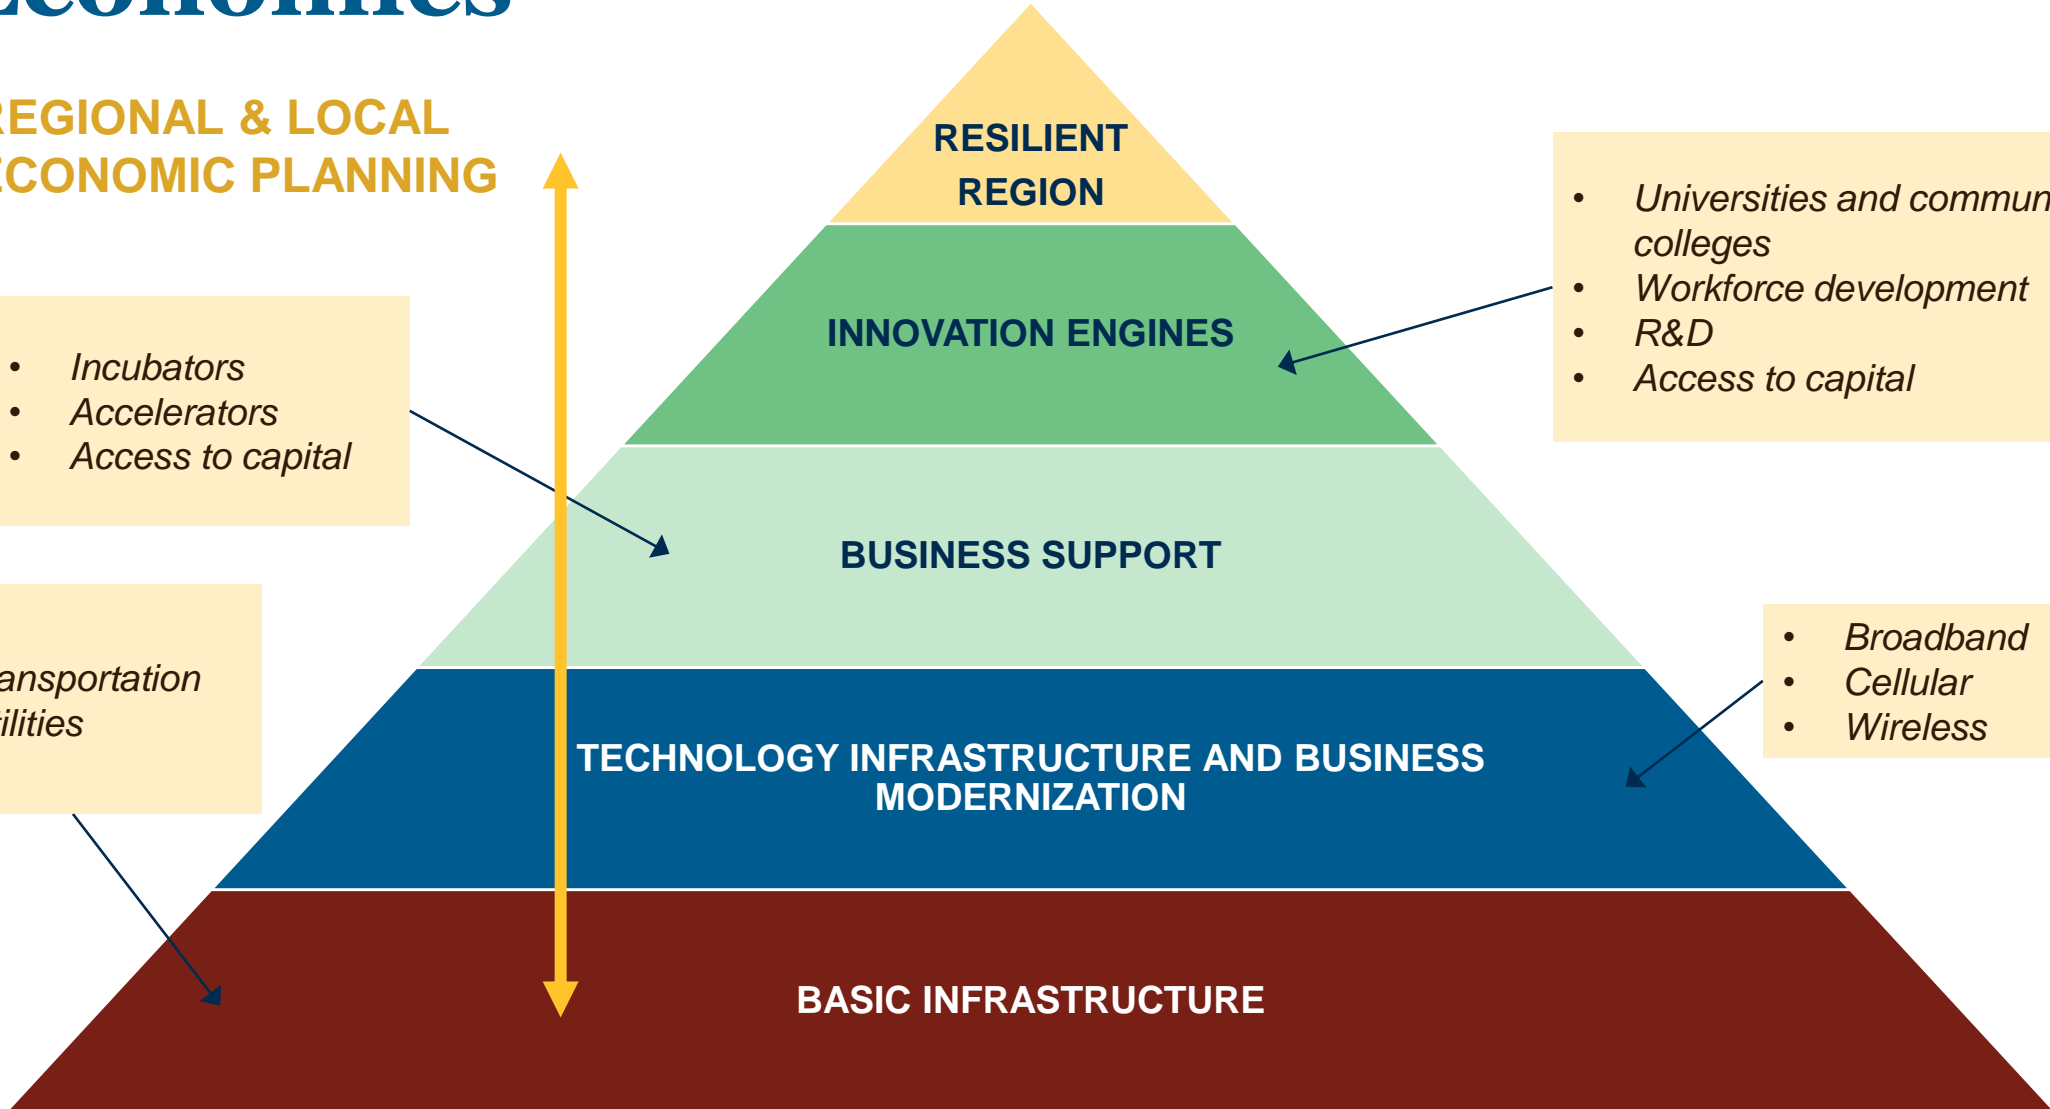 Economies
REGIONAL & LOCAL
ECONOMIC PLANNING
RESILIENT
REGION
• Universities and commun
colleges
• Workforce development
• R&D
• Access to capital
INNOVATION ENGINES
• Incubators
• Accelerators
• Access to capital
BUSINESS SUPPORT
ansportation
ilities
• Broadband
• Cellular
• Wireless
TECHNOLOGY INFRASTRUCTURE AND BUSINESS
MODERNIZATION
BASIC INFRASTRUCTURE